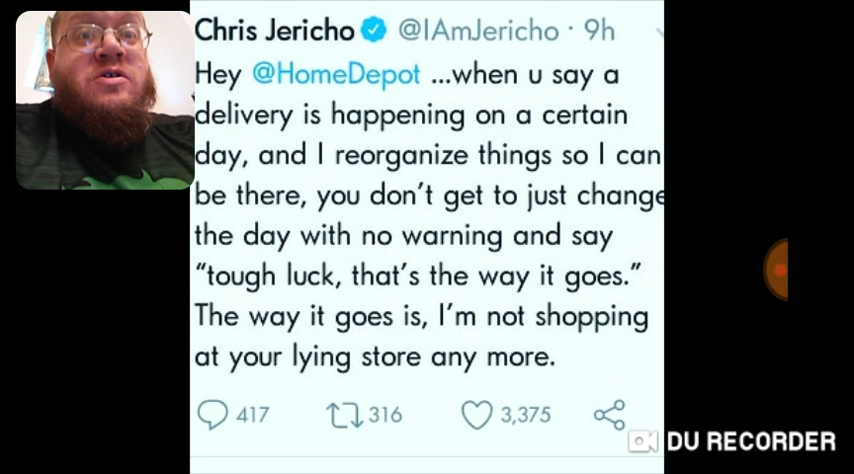 Chris Jericho @IAmJericho · 9h
Hey @HomeDepot ...when u say a
delivery is happening on a certain
day, and I reorganize things so I can
be there, you don't get to just change
the day with no warning and say
“tough luck, that's the way it goes.”
The way it goes is, I'm not shopping
at your lying store any more.
417 316 3,375
DU RECORDER